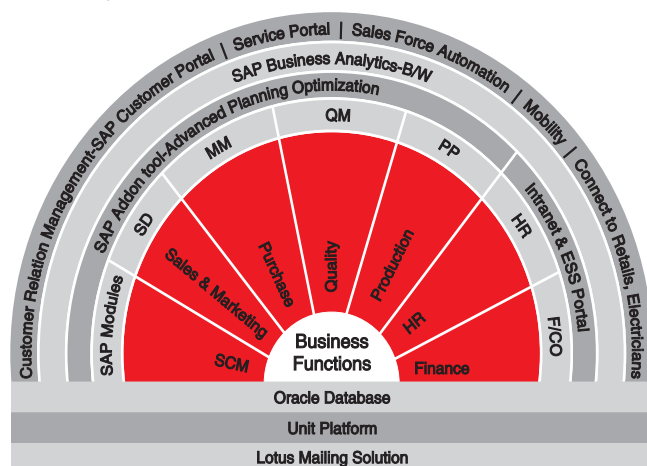 Customer Relation Management-SAP Customer Portal | Service Portal | Sales Force Automation | Mobility | Connect to Retails, Electricians
SAP Business Analytics-B/W
SAP Addon tool-Advanced Planning Optimization
Intranet & ESS Portal
SAP Modules
SD
MM
QM
PP
HR
F/CO
SCM
Sales & Marketing
Purchase
Quality
Production
HR
Finance
Business
Functions
Oracle Database
Unit Platform
Lotus Mailing Solution